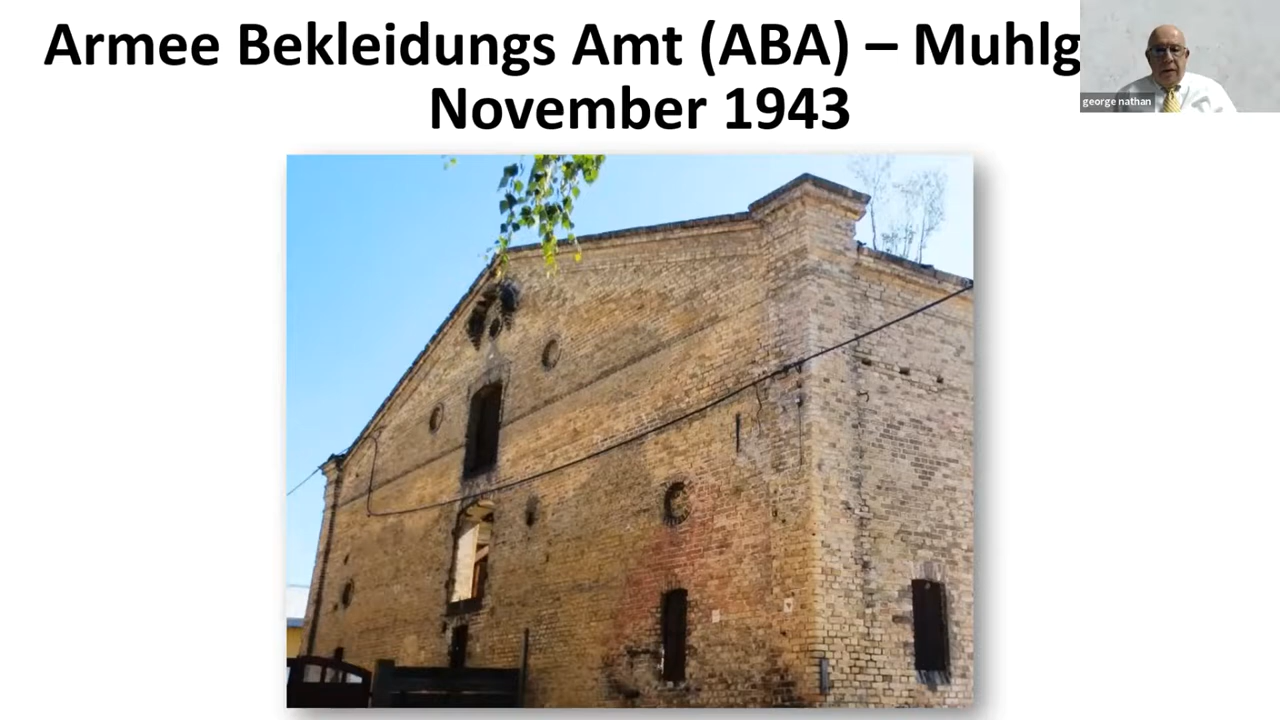 Armee Bekleidungs Amt (ABA) – Muhlg
November 1943
george nathan